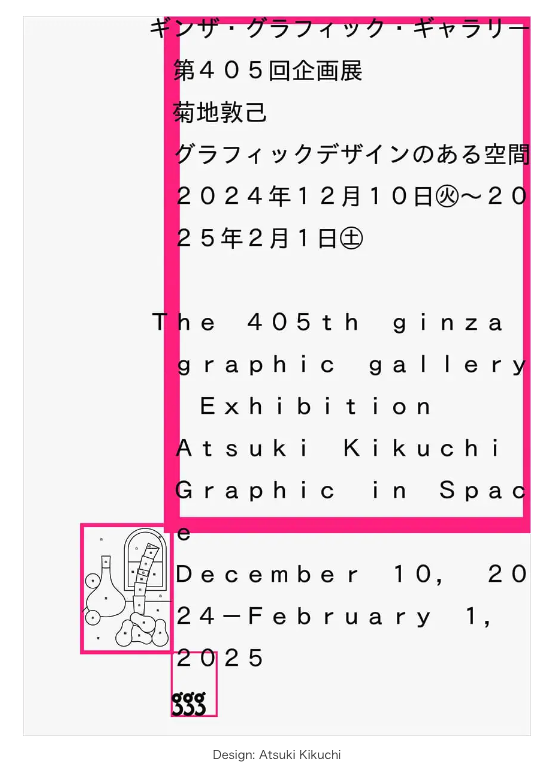 ギンザ・グラフィック・ギャラリー
第４０５回企画展
菊地敦己
グラフィックデザインのある空間
２０２４年１２月１０日㊋～２０
２５年２月１日㊏
Ｔｈｅ　４０５ｔｈ　ｇｉｎｚａ
ｇｒａｐｈｉｃ　ｇａｌｌｅｒｙ
Ｅｘｈｉｂｉｔｉｏｎ
Ａｔｓｕｋｉ　Ｋｉｋｕｃｈｉ
Ｇｒａｐｈｉｃ　ｉｎ　Ｓｐａｃ
ｅ
Ｄｅｃｅｍｂｅｒ　１０，　２０
２４－Ｆｅｂｒｕａｒｙ　１，
２０２５
ggg
Design: Atsuki Kikuchi